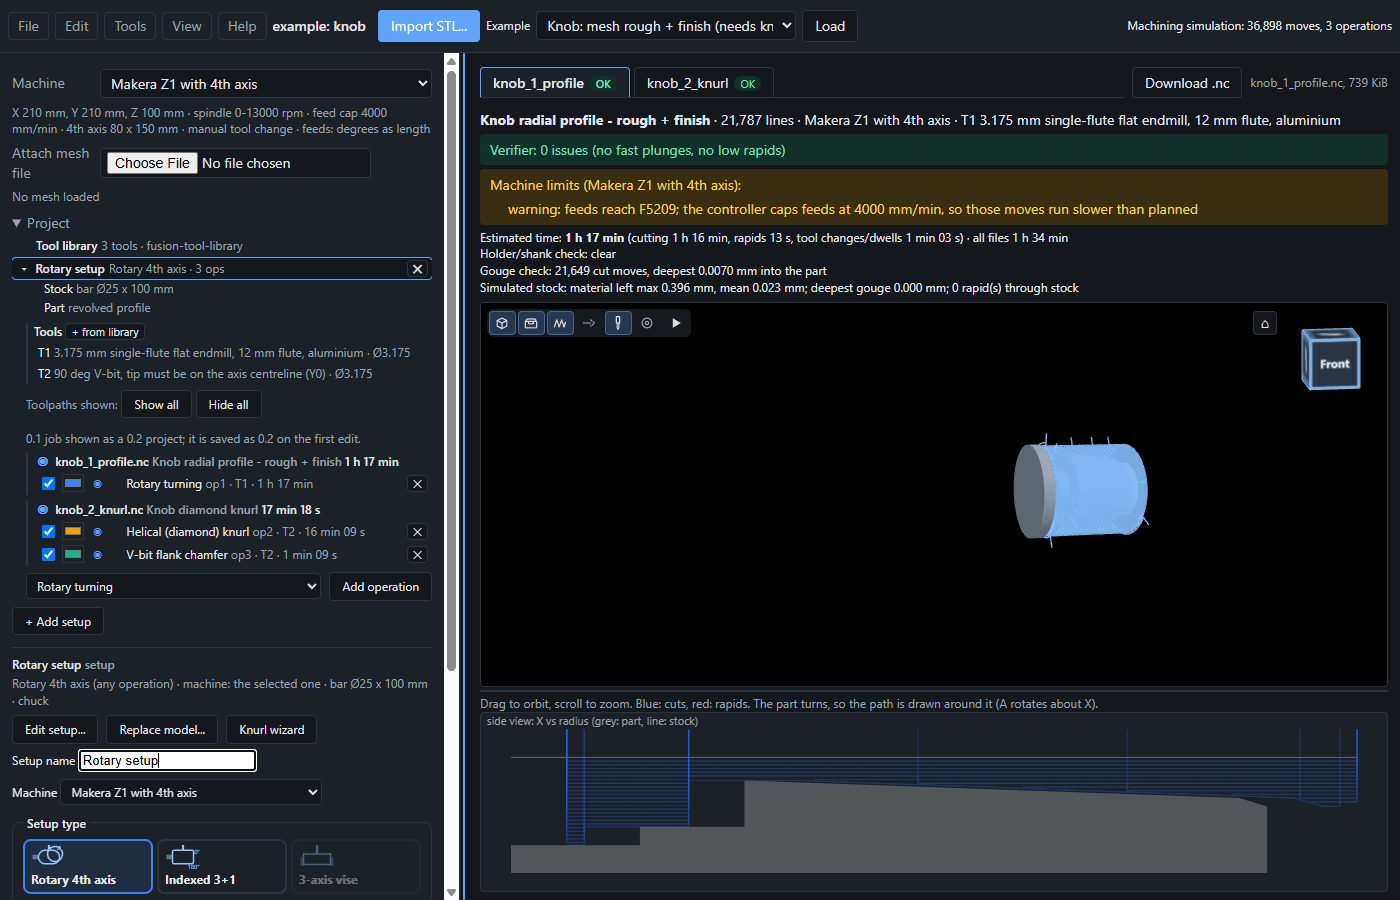 File Edit Tools View Help example: knob Import STL... Example Knob: mesh rough + finish (needs kn Load Machining simulation: 36,898 moves, 3 operations
Machine Makera Z1 with 4th axis
X 210 mm, Y 210 mm, Z 100 mm · spindle 0-13000 rpm · feed cap 4000
mm/min · 4th axis 80 x 150 mm · manual tool change · feeds: degrees as length
Attach mesh file Choose File No file chosen
No mesh loaded
Project
Tool library 3 tools · fusion-tool-library
Rotary setup Rotary 4th axis · 3 ops
Stock bar Ø25 x 100 mm
Part revolved profile
Tools + from library
T1 3.175 mm single-flute flat endmill, 12 mm flute, aluminium · Ø3.175
T2 90 deg V-bit, tip must be on the axis centreline (Y0) · Ø3.175
Toolpaths shown: Show all Hide all
0.1 job shown as a 0.2 project; it is saved as 0.2 on the first edit.
knob_1_profile.nc Knob radial profile - rough + finish 1 h 17 min
Rotary turning op1 · T1 · 1 h 17 min
knob_2_knurl.nc Knob diamond knurl 17 min 18 s
Helical (diamond) knurl op2 · T2 · 16 min 09 s
V-bit flank chamfer op3 · T2 · 1 min 09 s
Rotary turning Add operation
+ Add setup
Rotary setup setup
Rotary 4th axis (any operation) · machine: the selected one · bar Ø25 x 100 mm
· chuck
Edit setup... Replace model... Knurl wizard
Setup name Rotary setup
Machine Makera Z1 with 4th axis
Setup type
180°
Rotary 4th axis Indexed 3+1 3-axis vise
knob_1_profile OK knob_2_knurl OK Download .nc knob_1_profile.nc, 739 KiB
Knob radial profile - rough + finish · 21,787 lines · Makera Z1 with 4th axis · T1 3.175 mm single-flute flat endmill, 12 mm flute, aluminium
Verifier: 0 issues (no fast plunges, no low rapids)
Machine limits (Makera Z1 with 4th axis):
warning: feeds reach F5209; the controller caps feeds at 4000 mm/min, so those moves run slower than planned
Estimated time: 1 h 17 min (cutting 1 h 16 min, rapids 13 s, tool changes/dwells 1 min 03 s) · all files 1 h 34 min
Holder/shank check: clear
Gouge check: 21,649 cut moves, deepest 0.0070 mm into the part
Simulated stock: material left max 0.396 mm, mean 0.023 mm; deepest gouge 0.000 mm; 0 rapid(s) through stock
Front
Drag to orbit, scroll to zoom. Blue: cuts, red: rapids. The part turns, so the path is drawn around it (A rotates about X).
side view: X vs radius (grey: part, line: stock)